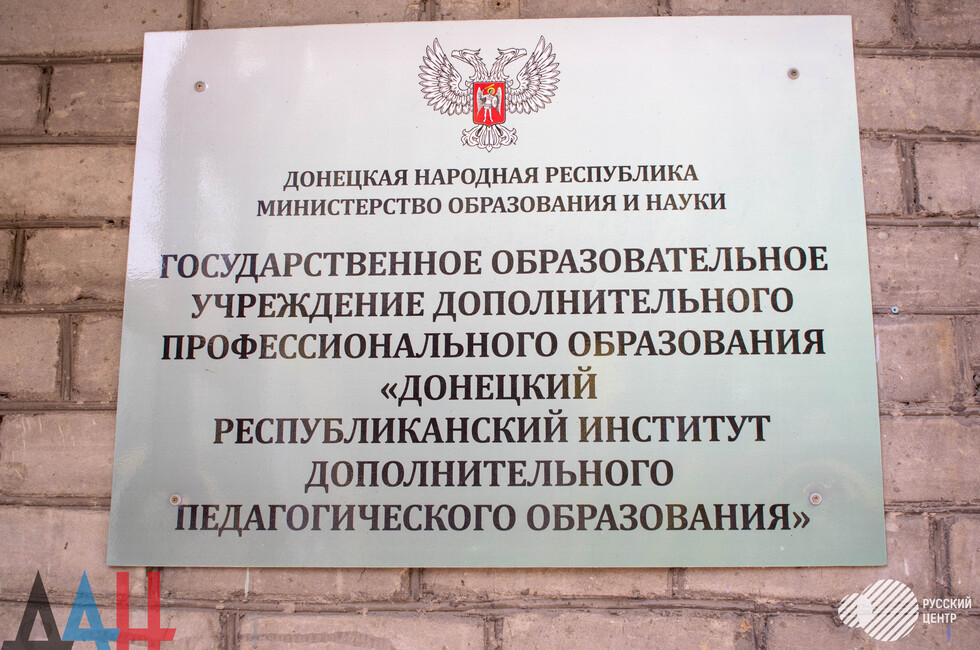 ДОНЕЦКАЯ НАРОДНАЯ РЕСПУБЛИКА
МИНИСТЕРСТВО ОБРАЗОВАНИЯ И НАУКИ
ГОСУДАРСТВЕННОЕ ОБРАЗОВАТЕЛЬНОЕ
УЧРЕЖДЕНИЕ ДОПОЛНИТЕЛЬНОГО
ПРОФЕССИОНАЛЬНОГО ОБРАЗОВАНИЯ
«ДОНЕЦКИЙ
РЕСПУБЛИКАНСКИЙ ИНСТИТУТ
ДОПОЛНИТЕЛЬНОГО
ПЕДАГОГИЧЕСКОГО ОБРАЗОВАНИЯ»
ДАН
РУССКИЙ
ЦЕНТР